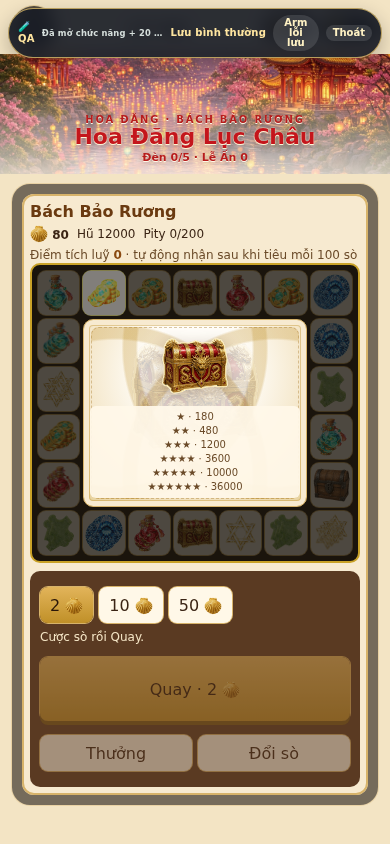 QA
Đã mở chức năng + 20 …
Lưu bình thường
Arm lỗi lưu
Thoát
HOA ĐĂNG · BÁCH BẢO RƯƠNG
Hoa Đăng Lục Châu
Đèn 0/5 · Lễ Ấn 0
Bách Bảo Rương
80 Hũ 12000 Pity 0/200
Điểm tích luỹ 0 · tự động nhận sau khi tiêu mỗi 100 sò
★ · 180
★★ · 480
★★★ · 1200
★★★★ · 3600
★★★★★ · 10000
★★★★★★ · 36000
2
10
50
Cược sò rồi Quay.
Quay · 2
Thưởng
Đổi sò